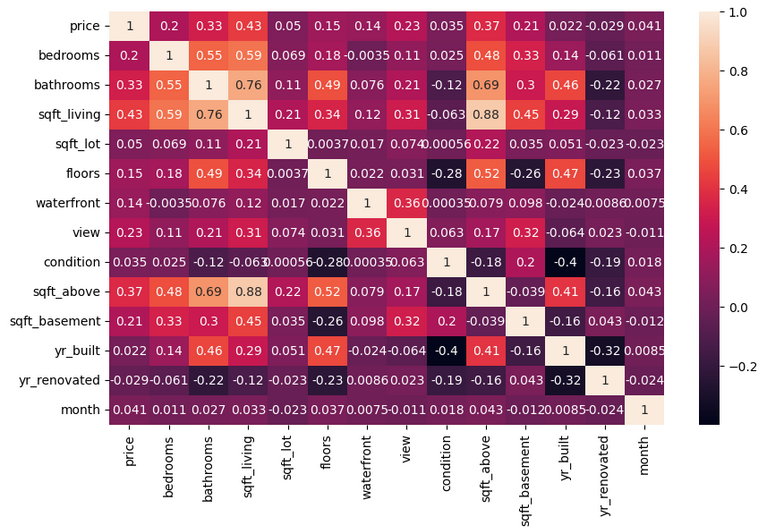 price 1 0.2 0.33 0.43 0.05 0.15 0.14 0.23 0.035 0.37 0.21 0.022 -0.029 0.041 1.0
bedrooms 0.2 1 0.55 0.59 0.069 0.18 -0.0035 0.11 0.025 0.48 0.33 0.14 -0.061 0.011
bathrooms 0.33 0.55 1 0.76 0.11 0.49 0.076 0.21 -0.12 0.69 0.3 0.46 -0.22 0.027 0.8
sqft_living 0.43 0.59 0.76 1 0.21 0.34 0.12 0.31 -0.063 0.88 0.45 0.29 -0.12 0.033
sqft_lot 0.05 0.069 0.11 0.21 1 0.0037 0.017 0.074 0.00056 0.22 0.035 0.051 -0.023 -0.023 0.6
floors 0.15 0.18 0.49 0.34 0.0037 1 0.022 0.031 -0.28 0.52 -0.26 0.47 -0.23 0.037 0.4
waterfront 0.14 -0.0035 0.076 0.12 0.017 0.022 1 0.36 0.00035 0.079 0.098 -0.024 0.0086 0.0075
view 0.23 0.11 0.21 0.31 0.074 0.031 0.36 1 0.063 0.17 0.32 -0.064 0.023 -0.011 0.2
condition 0.035 0.025 -0.12 -0.063 0.00056 -0.28 0.00035 0.063 1 -0.18 0.2 -0.4 -0.19 0.018
sqft_above 0.37 0.48 0.69 0.88 0.22 0.52 0.079 0.17 -0.18 1 -0.039 0.41 -0.16 0.043 0.0
sqft_basement 0.21 0.33 0.3 0.45 0.035 -0.26 0.098 0.32 0.2 -0.039 1 -0.16 0.043 -0.012
yr_built 0.022 0.14 0.46 0.29 0.051 0.47 -0.024 -0.064 -0.4 0.41 -0.16 1 -0.32 0.0085 −0.2
yr_renovated -0.029 -0.061 -0.22 -0.12 -0.023 -0.23 0.0086 0.023 -0.19 -0.16 0.043 -0.32 1 -0.024
month 0.041 0.011 0.027 0.033 -0.023 0.037 0.0075 -0.011 0.018 0.043 -0.012 0.0085 -0.024 1
price bedrooms bathrooms sqft_living sqft_lot floors waterfront view condition sqft_above sqft_basement yr_built yr_renovated month